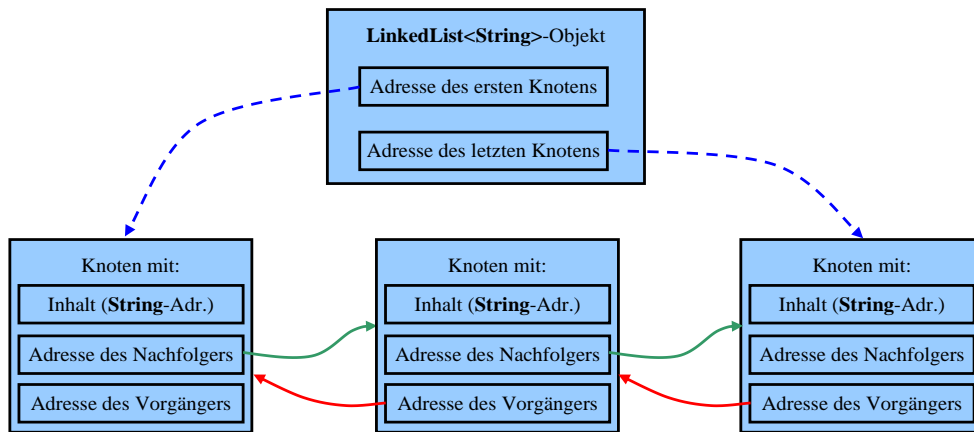 LinkedList<String>-Objekt
Adresse des ersten Knotens
Adresse des letzten Knotens
Knoten mit:
Inhalt (String-Adr.)
Adresse des Nachfolgers
Adresse des Vorgängers
Knoten mit:
Inhalt (String-Adr.)
Adresse des Nachfolgers
Adresse des Vorgängers
Knoten mit:
Inhalt (String-Adr.)
Adresse des Nachfolgers
Adresse des Vorgängers